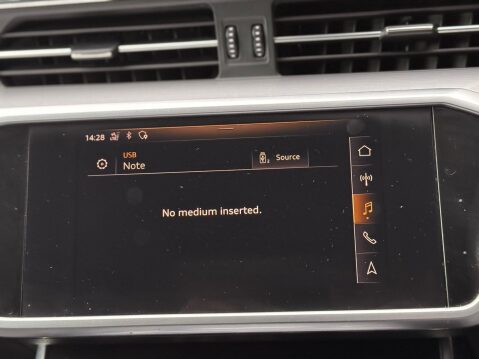 14:28
USB
Note
Source
No medium inserted.